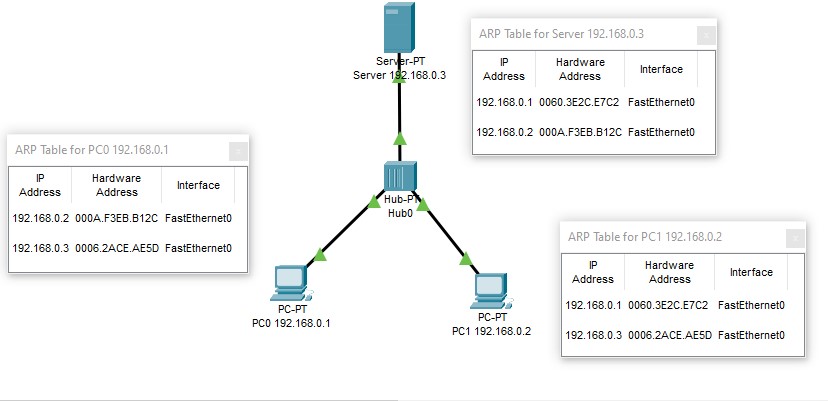 Server-PT
Server 192.168.0.3
ARP Table for Server 192.168.0.3
x
IP Address Hardware Address Interface
192.168.0.1 0060.3E2C.E7C2 FastEthernet0
192.168.0.2 000A.F3EB.B12C FastEthernet0
ARP Table for PC0 192.168.0.1
x
IP Address Hardware Address Interface
192.168.0.2 000A.F3EB.B12C FastEthernet0
192.168.0.3 0006.2ACE.AE5D FastEthernet0
Hub-PT
Hub0
ARP Table for PC1 192.168.0.2
x
IP Address Hardware Address Interface
192.168.0.1 0060.3E2C.E7C2 FastEthernet0
192.168.0.3 0006.2ACE.AE5D FastEthernet0
PC-PT
PC0 192.168.0.1
PC-PT
PC1 192.168.0.2